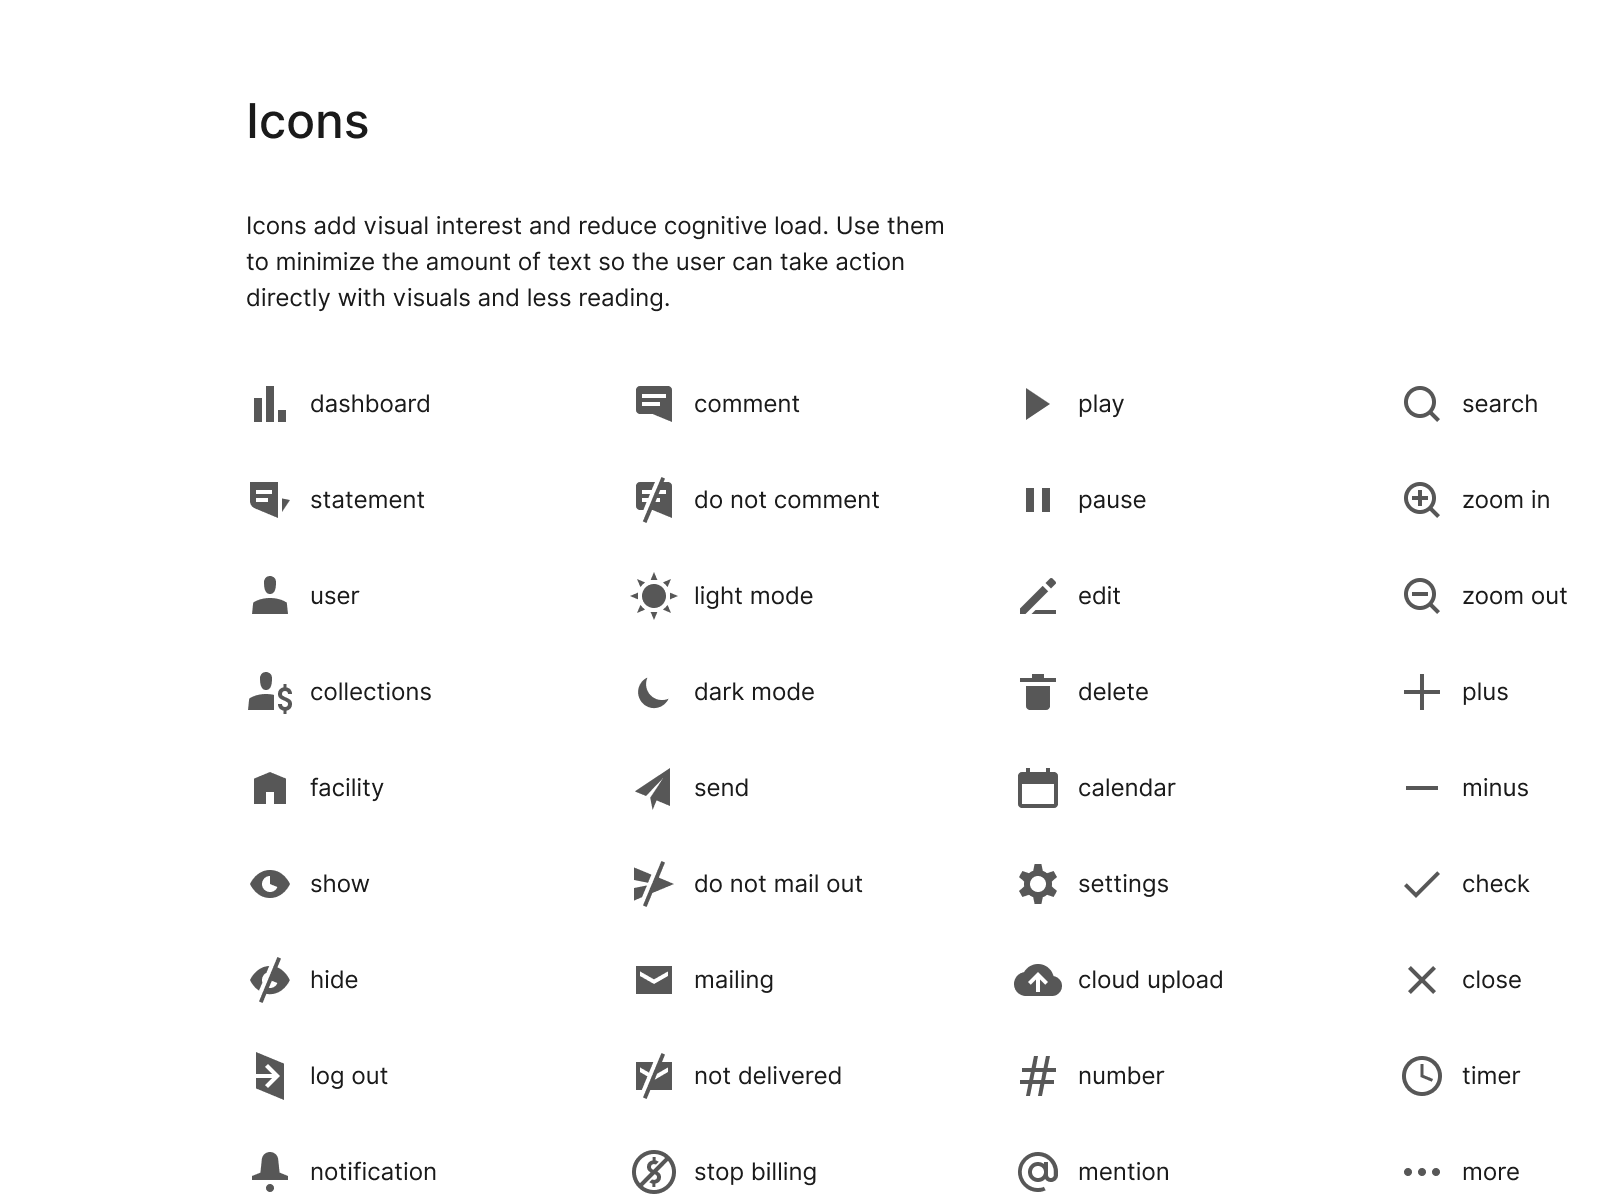 Icons
Icons add visual interest and reduce cognitive load. Use them
to minimize the amount of text so the user can take action
directly with visuals and less reading.
dashboard
comment
play
search
statement
do not comment
pause
zoom in
user
light mode
edit
zoom out
collections
dark mode
delete
plus
facility
send
calendar
minus
show
do not mail out
settings
check
hide
mailing
cloud upload
close
log out
not delivered
number
timer
notification
stop billing
mention
more